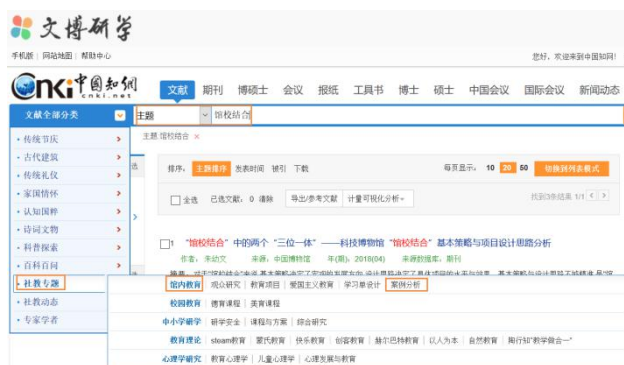 文博研学
手机版 | 网站地图 | 帮助中心
您好，欢迎来到中国知网!
cnki 中国知网
cnki.net
文献 期刊 博硕士 会议 报纸 工具书 博士 硕士 中国会议 国际会议 新闻动态
文献全部分类 主题 馆校结合
主题:馆校结合 ×
传统节庆
古代建筑
传统礼仪
家国情怀
认知国粹
诗词文物
科普探索
百科百问
社教专题
社教动态
专家学者
排序: 主题排序 发表时间 被引 下载 每页显示: 10 20 50 切换到列表模式
全选 已选文献: 0 清除 导出/参考文献 计量可视化分析 找到3条结果 1/1
1 “馆校结合”中的两个“三位一体”——科技博物馆“馆校结合”基本策略与项目设计思路分析
作者: 朱幼文 来源: 中国博物馆 年(期): 2018(04) 来源数据库: 期刊
馆内教育 观众研究 | 教育项目 | 爱国主义教育 | 学习单设计 | 案例分析
校园教育 德育课程 | 美育课程
中小学研学 研学安全 | 课程与方案 | 综合研究
教育理论 steam教育 | 蒙氏教育 | 快乐教育 | 创客教育 | 赫尔巴特教育 | 以人为本 | 自然教育 | 陶行知“教学做合一”
心理学研究 教育心理学 | 儿童心理学 | 心理发展与教育